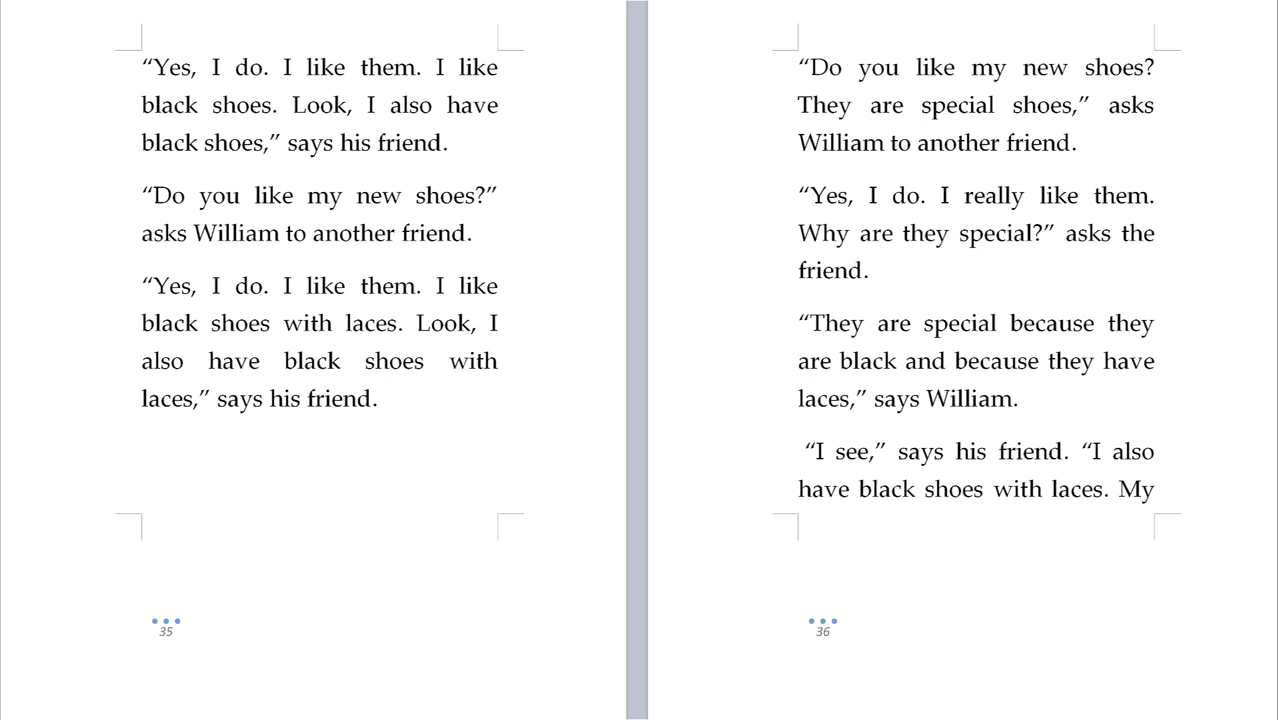 “Yes, I do. I like them. I like
black shoes. Look, I also have
black shoes,” says his friend.
“Do you like my new shoes?”
asks William to another friend.
“Yes, I do. I like them. I like
black shoes with laces. Look, I
also have black shoes with
laces,” says his friend.
35
“Do you like my new shoes?
They are special shoes,” asks
William to another friend.
“Yes, I do. I really like them.
Why are they special?” asks the
friend.
“They are special because they
are black and because they have
laces,” says William.
“I see,” says his friend. “I also
have black shoes with laces. My
36